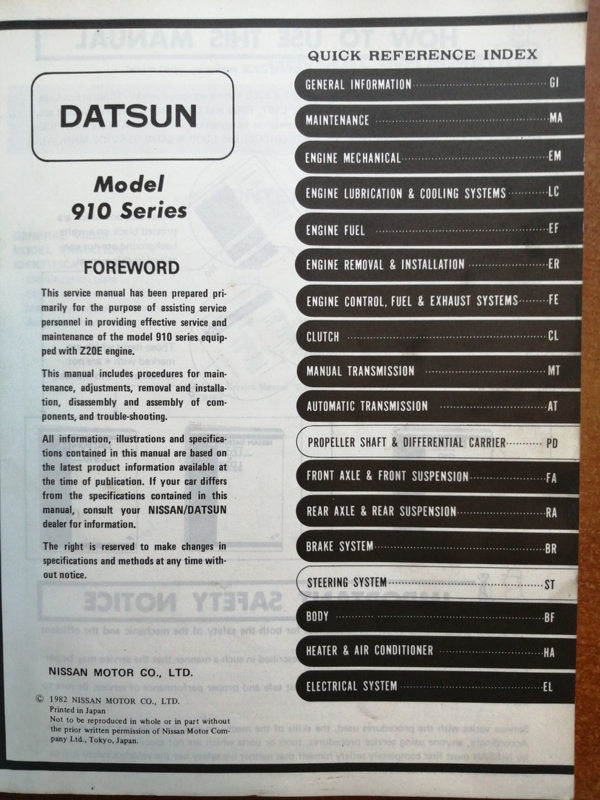 DATSUN
Model
910 Series
FOREWORD
This service manual has been prepared pri-
marily for the purpose of assisting service
personnel in providing effective service and
maintenance of the model 910 series equip-
ped with Z20E engine.
This manual includes procedures for main-
tenance, adjustments, removal and installa-
tion, disassembly and assembly of com-
ponents, and trouble-shooting.
All information, illustrations and specifica-
tions contained in this manual are based on
the latest product information available at
the time of publication. If your car differs
from the specifications contained in this
manual, consult your NISSAN/DATSUN
dealer for information.
The right is reserved to make changes in
specifications and methods at any time with-
out notice.
NISSAN MOTOR CO., LTD.
© 1982 NISSAN MOTOR CO., LTD.
Printed in Japan
Not to be reproduced in whole or in part without
the prior written permission of Nissan Motor Com-
pany Ltd., Tokyo, Japan.
QUICK REFERENCE INDEX
GENERAL INFORMATION GI
MAINTENANCE MA
ENGINE MECHANICAL EM
ENGINE LUBRICATION & COOLING SYSTEMS LC
ENGINE FUEL EF
ENGINE REMOVAL & INSTALLATION ER
ENGINE CONTROL, FUEL & EXHAUST SYSTEMS FE
CLUTCH CL
MANUAL TRANSMISSION MT
AUTOMATIC TRANSMISSION AT
PROPELLER SHAFT & DIFFERENTIAL CARRIER PD
FRONT AXLE & FRONT SUSPENSION FA
REAR AXLE & REAR SUSPENSION RA
BRAKE SYSTEM BR
STEERING SYSTEM ST
BODY BF
HEATER & AIR CONDITIONER HA
ELECTRICAL SYSTEM EL